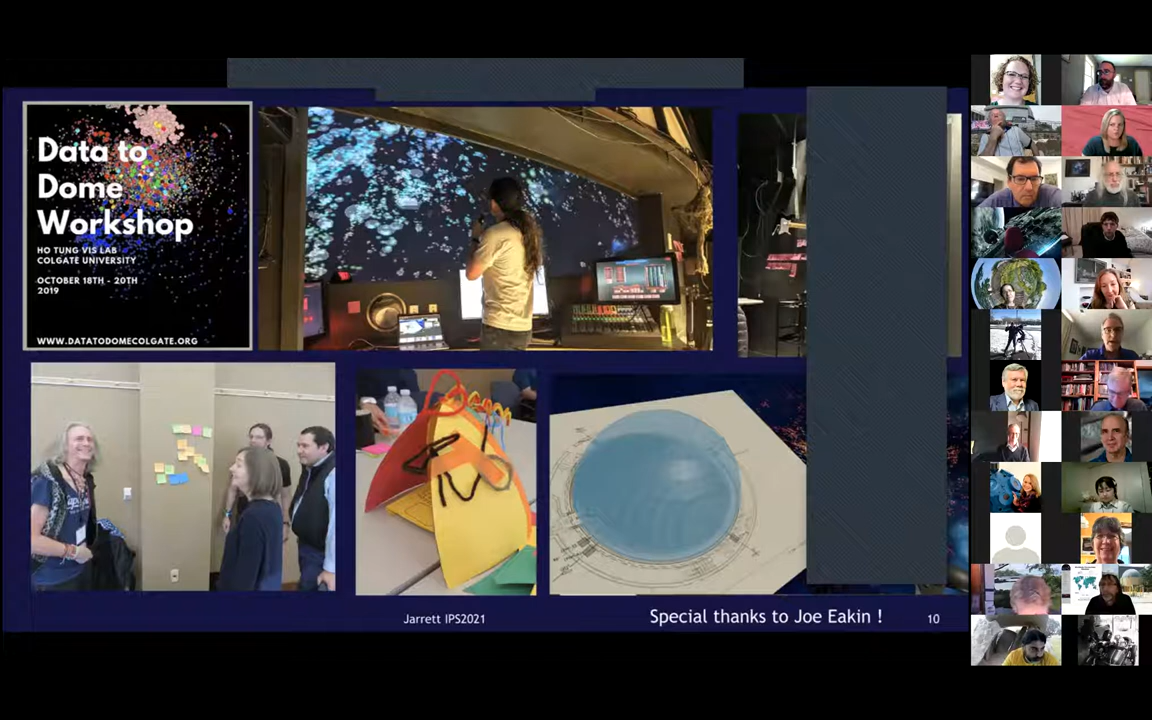 Data to
Dome
Workshop
HO TUNG VIS LAB
COLGATE UNIVERSITY
OCTOBER 18TH - 20TH
2019
WWW.DATATODOMECOLGATE.ORG
Jarrett IPS2021
Special thanks to Joe Eakin !
10